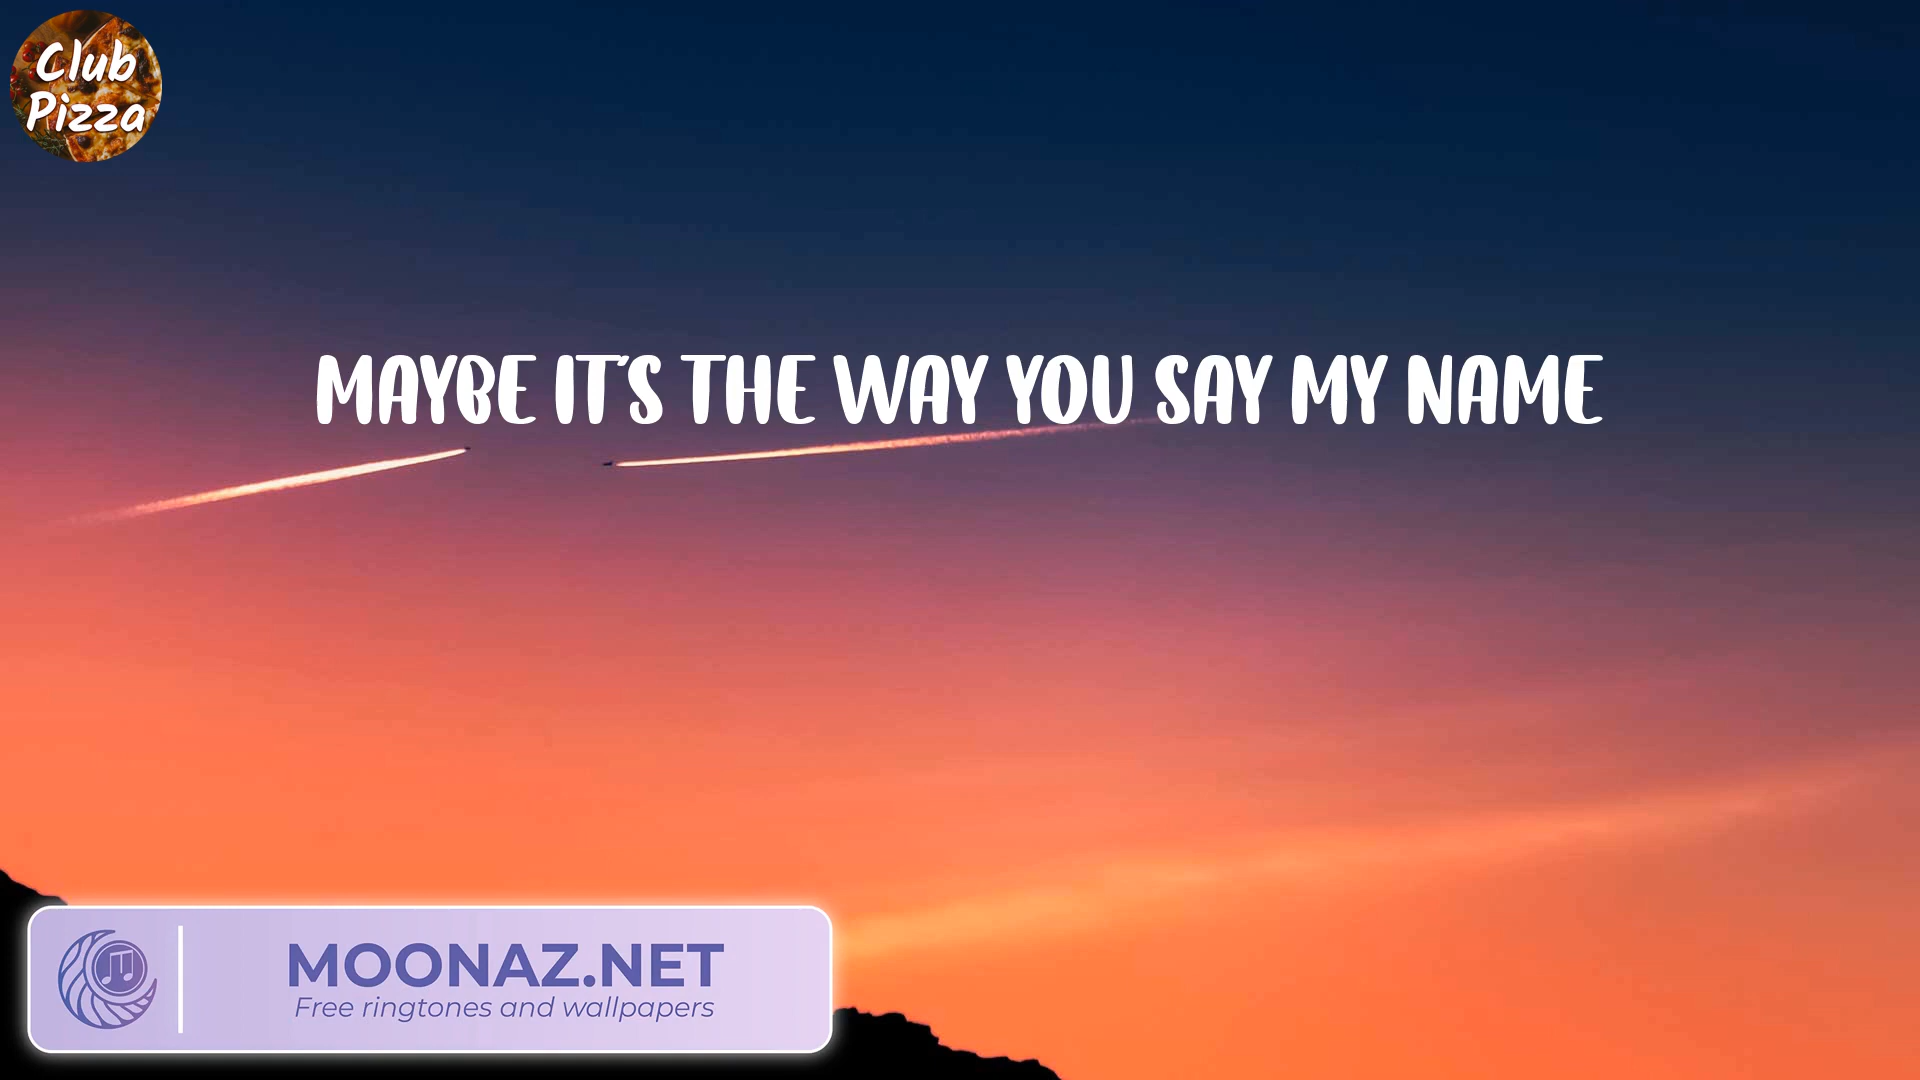 Club
Pizza
MAYBE IT'S THE WAY YOU SAY MY NAME
MOONAZ.NET
Free ringtones and wallpapers